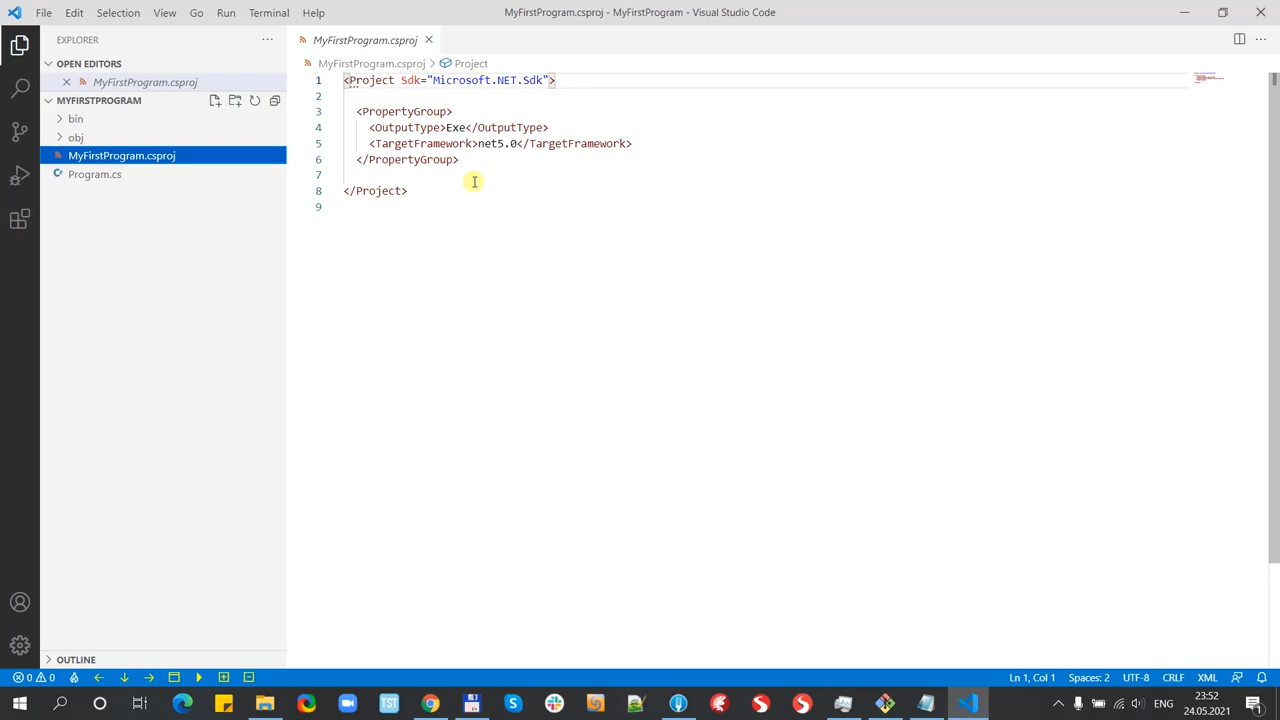 File Edit Selection View Go Run Terminal Help
MyFirstProgram.csproj - MyFirstProgram - Visual Studio Code
EXPLORER
OPEN EDITORS
MyFirstProgram.csproj
MYFIRSTPROGRAM
bin
obj
MyFirstProgram.csproj
Program.cs
OUTLINE
MyFirstProgram.csproj
MyFirstProgram.csproj > Project
1 <Project Sdk="Microsoft.NET.Sdk">
2
3 <PropertyGroup>
4 <OutputType>Exe</OutputType>
5 <TargetFramework>net5.0</TargetFramework>
6 </PropertyGroup>
7
8 </Project>
9
0 0
Ln 1, Col 1 Spaces: 2 UTF-8 CRLF XML
TST
ENG
23:52
24.05.2021
1